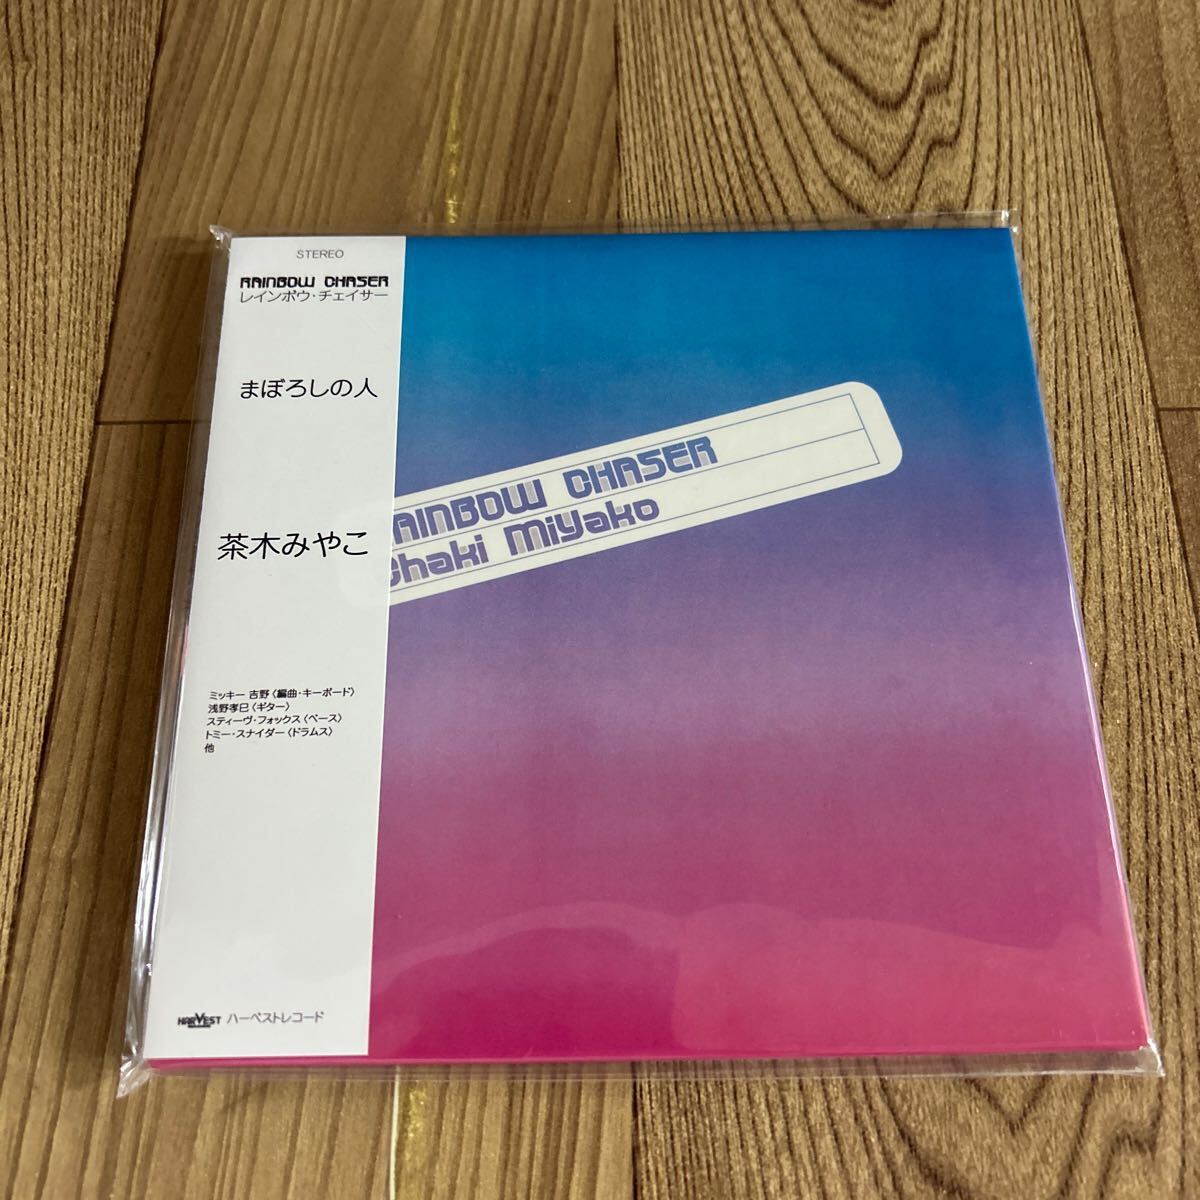 STEREO
RAINBOW CHASER
レインボウ・チェイサー
まぼろしの人
茶木みやこ
ミッキー 吉野〈編曲・キーボード〉
浅野孝已〈ギター〉
スティーヴ・フォックス〈ベース〉
トミー・スナイダー〈ドラムス〉
他
HARVEST ハーベストレコード
AINBOW CHASER
Chaki Miyako